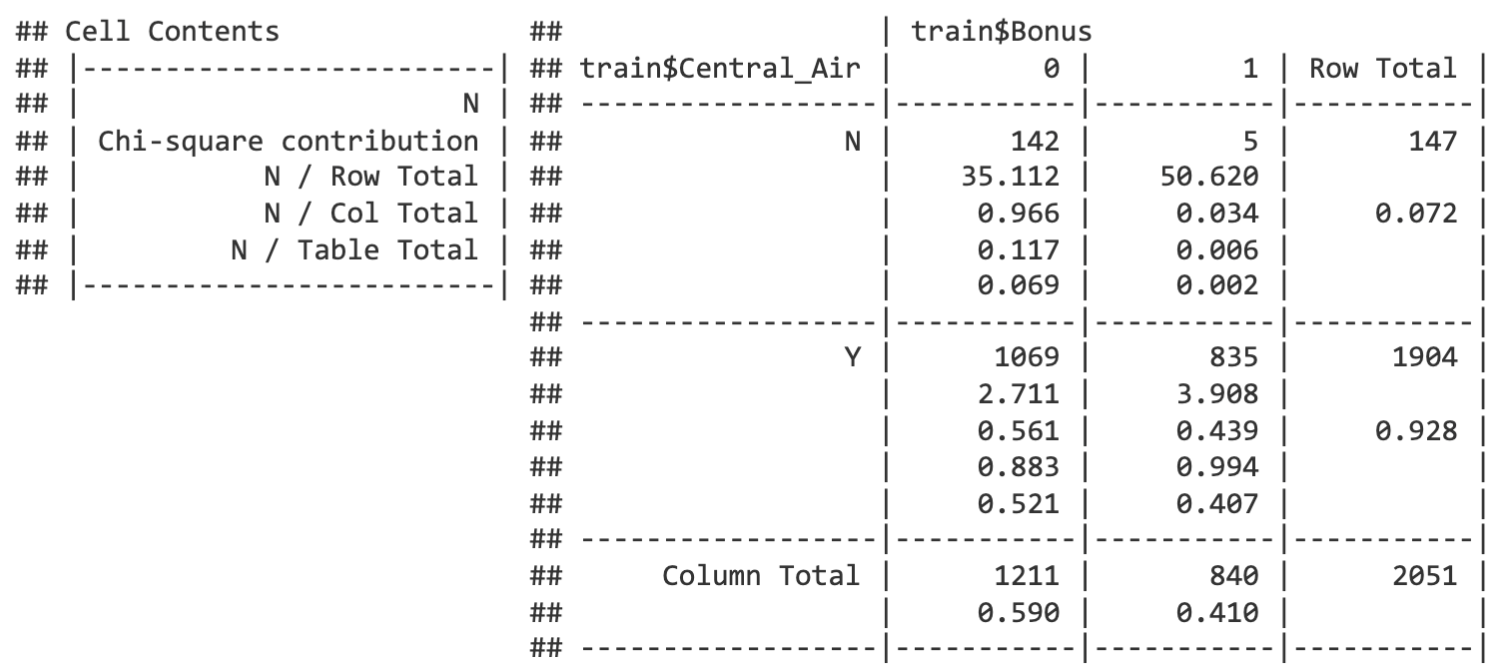 ## Cell Contents
## |-------------------------|
## |                       N |
## | Chi-square contribution |
## |           N / Row Total |
## |           N / Col Total |
## |         N / Table Total |
## |-------------------------|
##                    | train$Bonus
## train$Central_Air |         0 |         1 | Row Total |
## ------------------|-----------|-----------|-----------|
##                 N |       142 |         5 |       147 |
##                   |    35.112 |    50.620 |           |
##                   |     0.966 |     0.034 |     0.072 |
##                   |     0.117 |     0.006 |           |
##                   |     0.069 |     0.002 |           |
## ------------------|-----------|-----------|-----------|
##                 Y |      1069 |       835 |      1904 |
##                   |     2.711 |     3.908 |           |
##                   |     0.561 |     0.439 |     0.928 |
##                   |     0.883 |     0.994 |           |
##                   |     0.521 |     0.407 |           |
## ------------------|-----------|-----------|-----------|
##      Column Total |      1211 |       840 |      2051 |
##                   |     0.590 |     0.410 |           |
## ------------------|-----------|-----------|-----------|